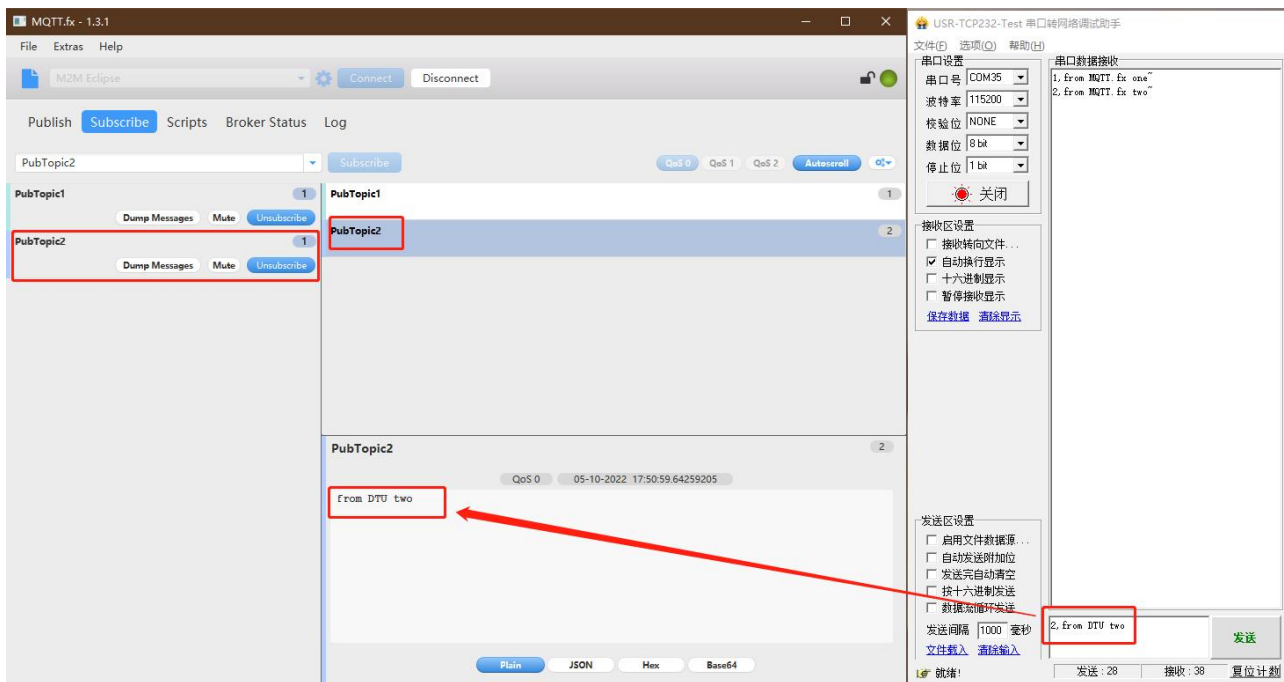 MQTT.fx - 1.3.1
File Extras Help
M2M Eclipse
Connect
Disconnect
Publish Subscribe Scripts Broker Status Log
PubTopic2
Subscribe
QoS 0 QoS 1 QoS 2 Autoscroll
PubTopic1 1
Dump Messages Mute Unsubscribe
PubTopic2 1
Dump Messages Mute Unsubscribe
PubTopic1 1
PubTopic2 2
PubTopic2 2
QoS 0 05-10-2022 17:50:59.64259205
from DTU two
Plain JSON Hex Base64
USR-TCP232-Test 串口转网络调试助手
文件(F) 选项(O) 帮助(H)
串口设置
串口号 COM35
波特率 115200
校验位 NONE
数据位 8 bit
停止位 1 bit
关闭
接收区设置
接收转向文件...
自动换行显示
十六进制显示
暂停接收显示
保存数据 清除显示
发送区设置
启用文件数据源...
自动发送附加位
发送完自动清空
按十六进制发送
数据流循环发送
发送间隔 1000 毫秒
文件载入 清除输入
串口数据接收
1,from MQTT.fx one~
2,from MQTT.fx two~
2,from DTU two
发送
就绪!
发送 : 28 接收 : 38 复位计数